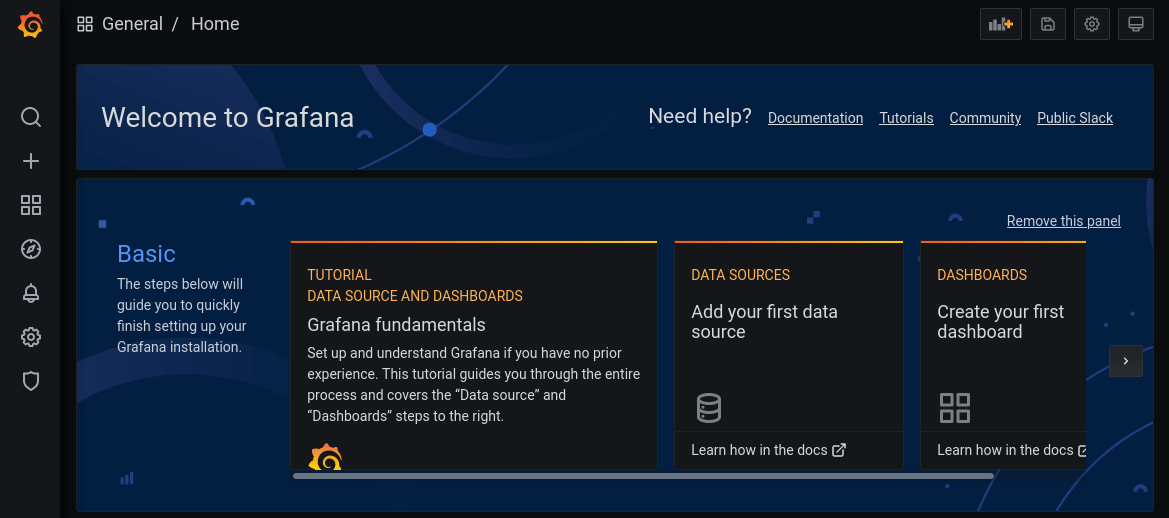 General / Home
Welcome to Grafana
Need help? Documentation Tutorials Community Public Slack
Remove this panel
Basic
The steps below will
guide you to quickly
finish setting up your
Grafana installation.
TUTORIAL
DATA SOURCE AND DASHBOARDS
Grafana fundamentals
Set up and understand Grafana if you have no prior
experience. This tutorial guides you through the entire
process and covers the “Data source” and
“Dashboards” steps to the right.
DATA SOURCES
Add your first data
source
Learn how in the docs
DASHBOARDS
Create your first
dashboard
Learn how in the docs